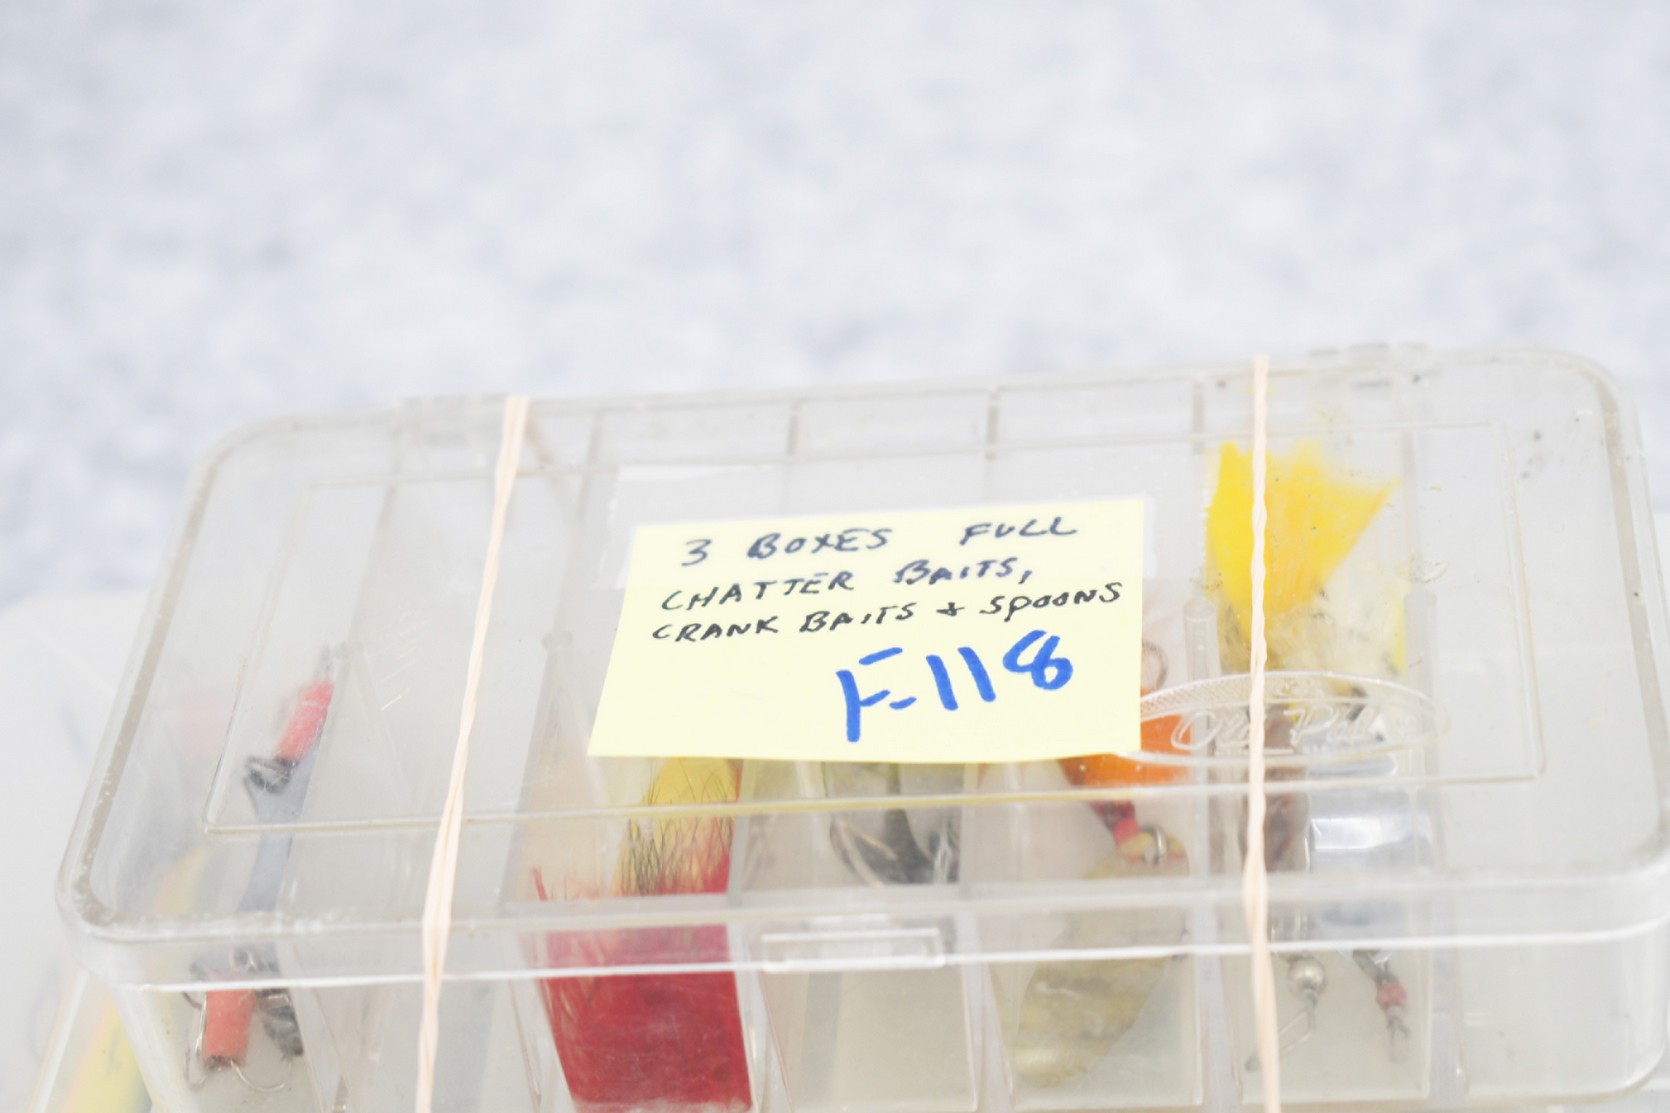 3 BOXES FULL
CHATTER BAITS,
CRANK BAITS & SPOONS
F-118